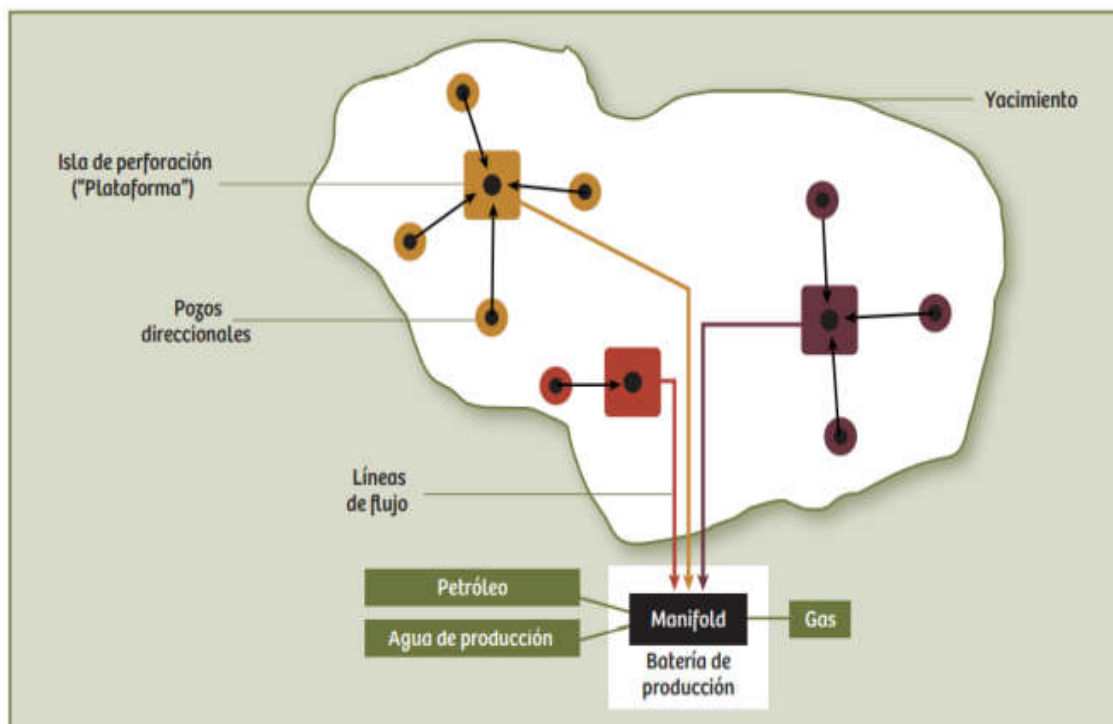 Yacimiento
Isla de perforación
("Plataforma")
Pozos
direccionales
Líneas
de flujo
Petróleo
Agua de producción
Manifold
Gas
Batería de
producción